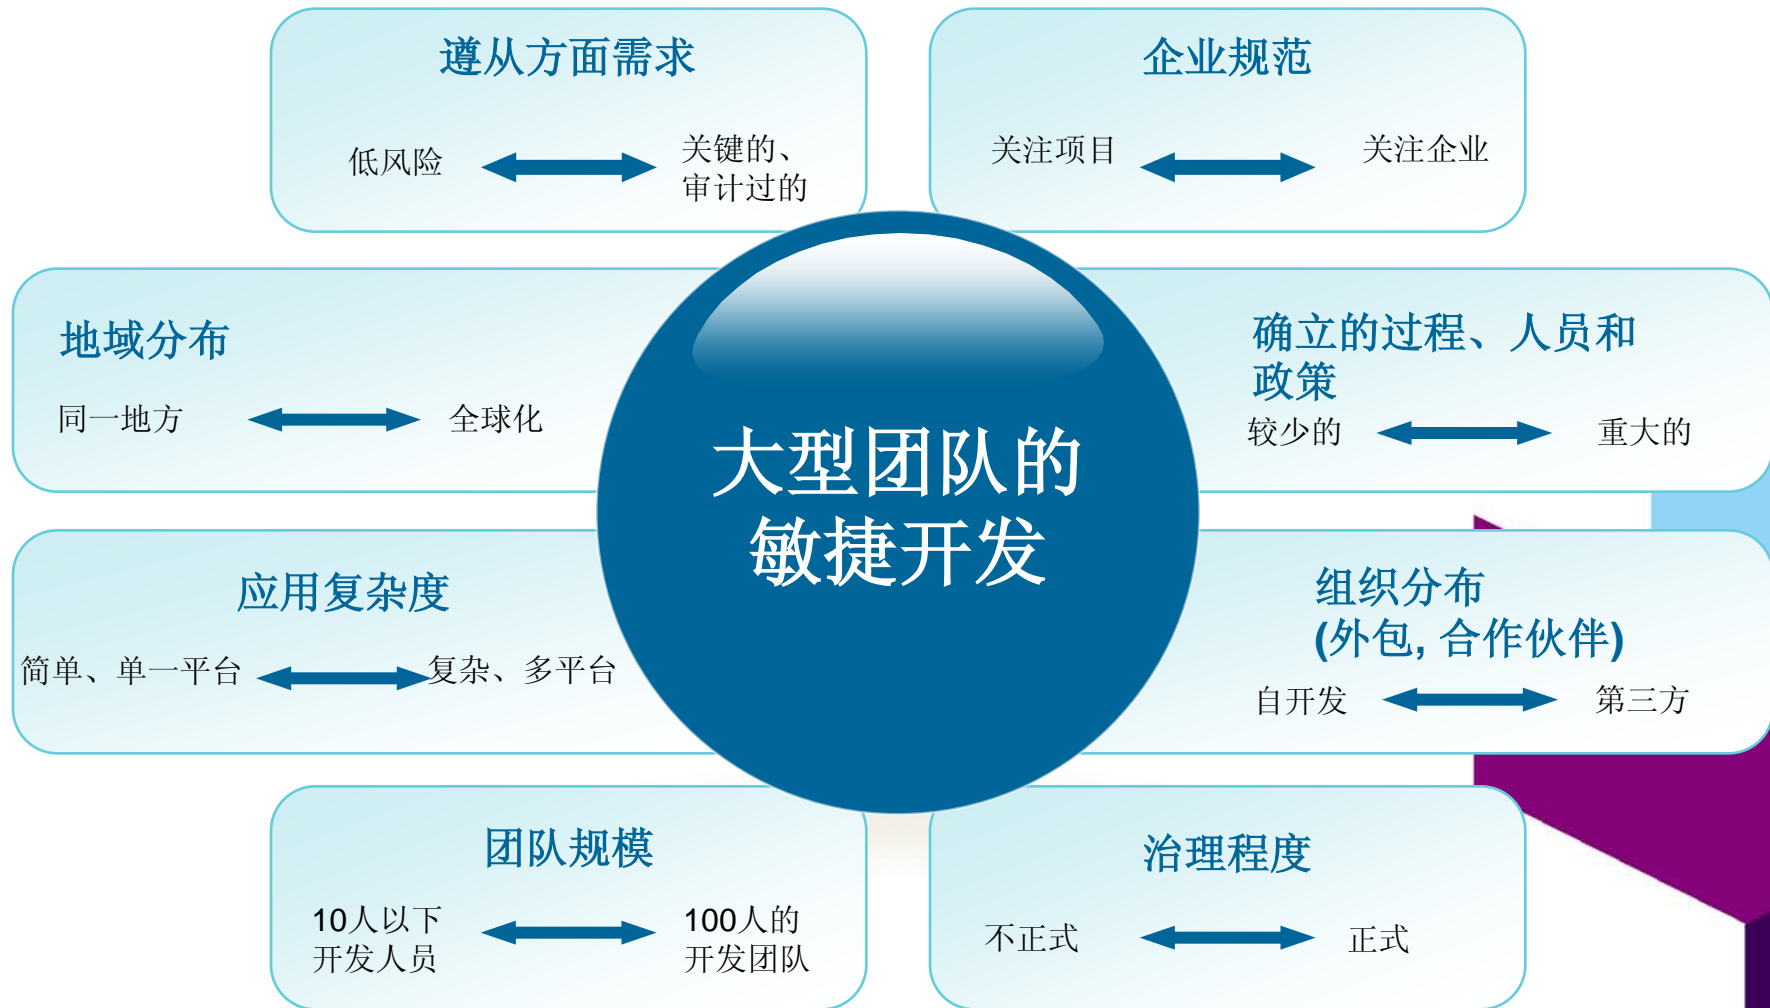 遵从方面需求
低风险
关键的、
审计过的
企业规范
关注项目
关注企业
地域分布
同一地方
全球化
确立的过程、人员和
政策
较少的
重大的
大型团队的
敏捷开发
应用复杂度
简单、单一平台
复杂、多平台
组织分布
(外包, 合作伙伴)
自开发
第三方
团队规模
10人以下
开发人员
100人的
开发团队
治理程度
不正式
正式